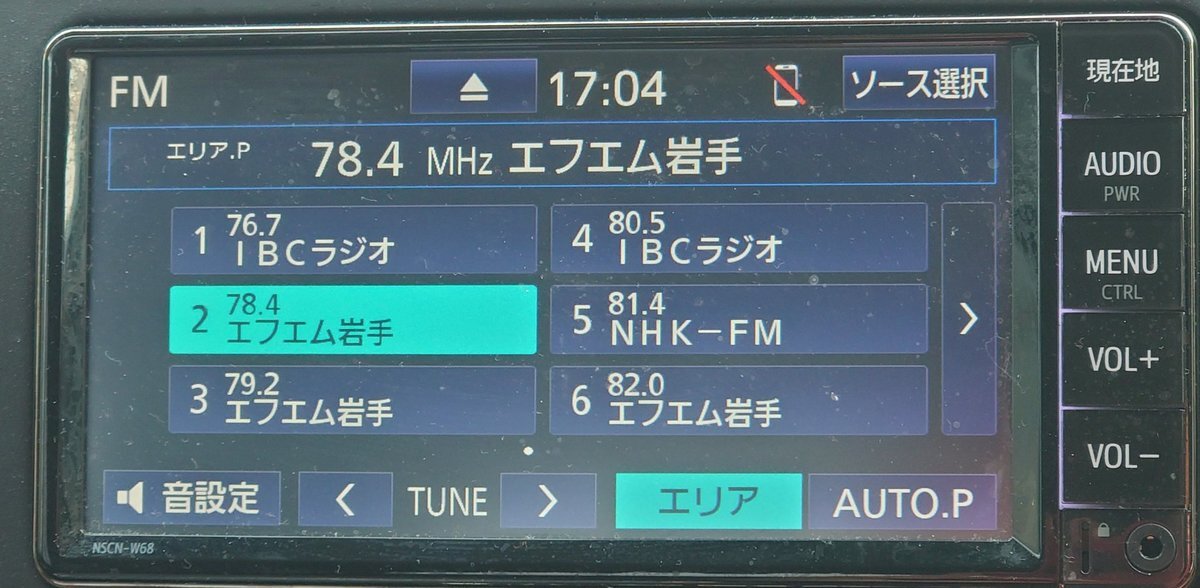 FM
17:04
ソース選択
エリア.P 78.4 MHz エフエム岩手
1 76.7
IBCラジオ
4 80.5
IBCラジオ
2 78.4
エフエム岩手
5 81.4
NHK-FM
3 79.2
エフエム岩手
6 82.0
エフエム岩手
音設定
TUNE
エリア
AUTO.P
NSCN-W68
現在地
AUDIO
PWR
MENU
CTRL
VOL+
VOL-